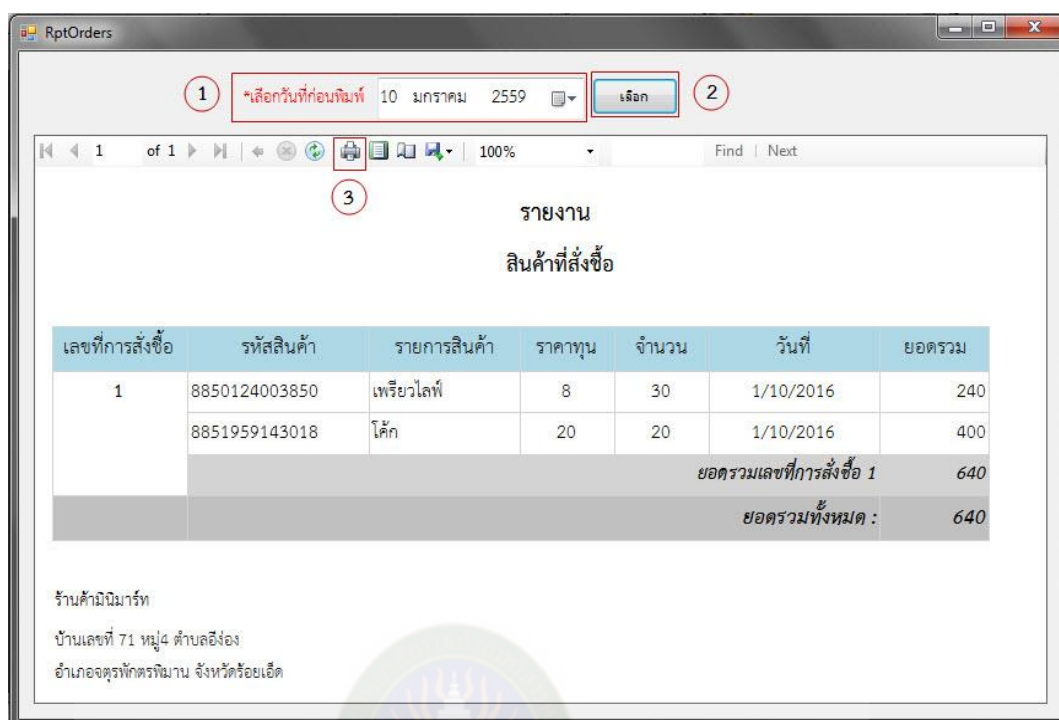 RptOrders
1 *เลือกวันที่ก่อนพิมพ์ 10 มกราคม 2559 เลือก 2
1 of 1 100% Find | Next
3
รายงาน
สินค้าที่สั่งซื้อ
เลขที่การสั่งซื้อ รหัสสินค้า รายการสินค้า ราคาทุน จำนวน วันที่ ยอดรวม
1 8850124003850 เพรียวไลฟ์ 8 30 1/10/2016 240
8851959143018 โค้ก 20 20 1/10/2016 400
ยอดรวมเลขที่การสั่งซื้อ 1 640
ยอดรวมทั้งหมด : 640
ร้านค้ามินิมาร์ท
บ้านเลขที่ 71 หมู่4 ตำบลอีง่อง
อำเภอจตุรพักตรพิมาน จังหวัดร้อยเอ็ด